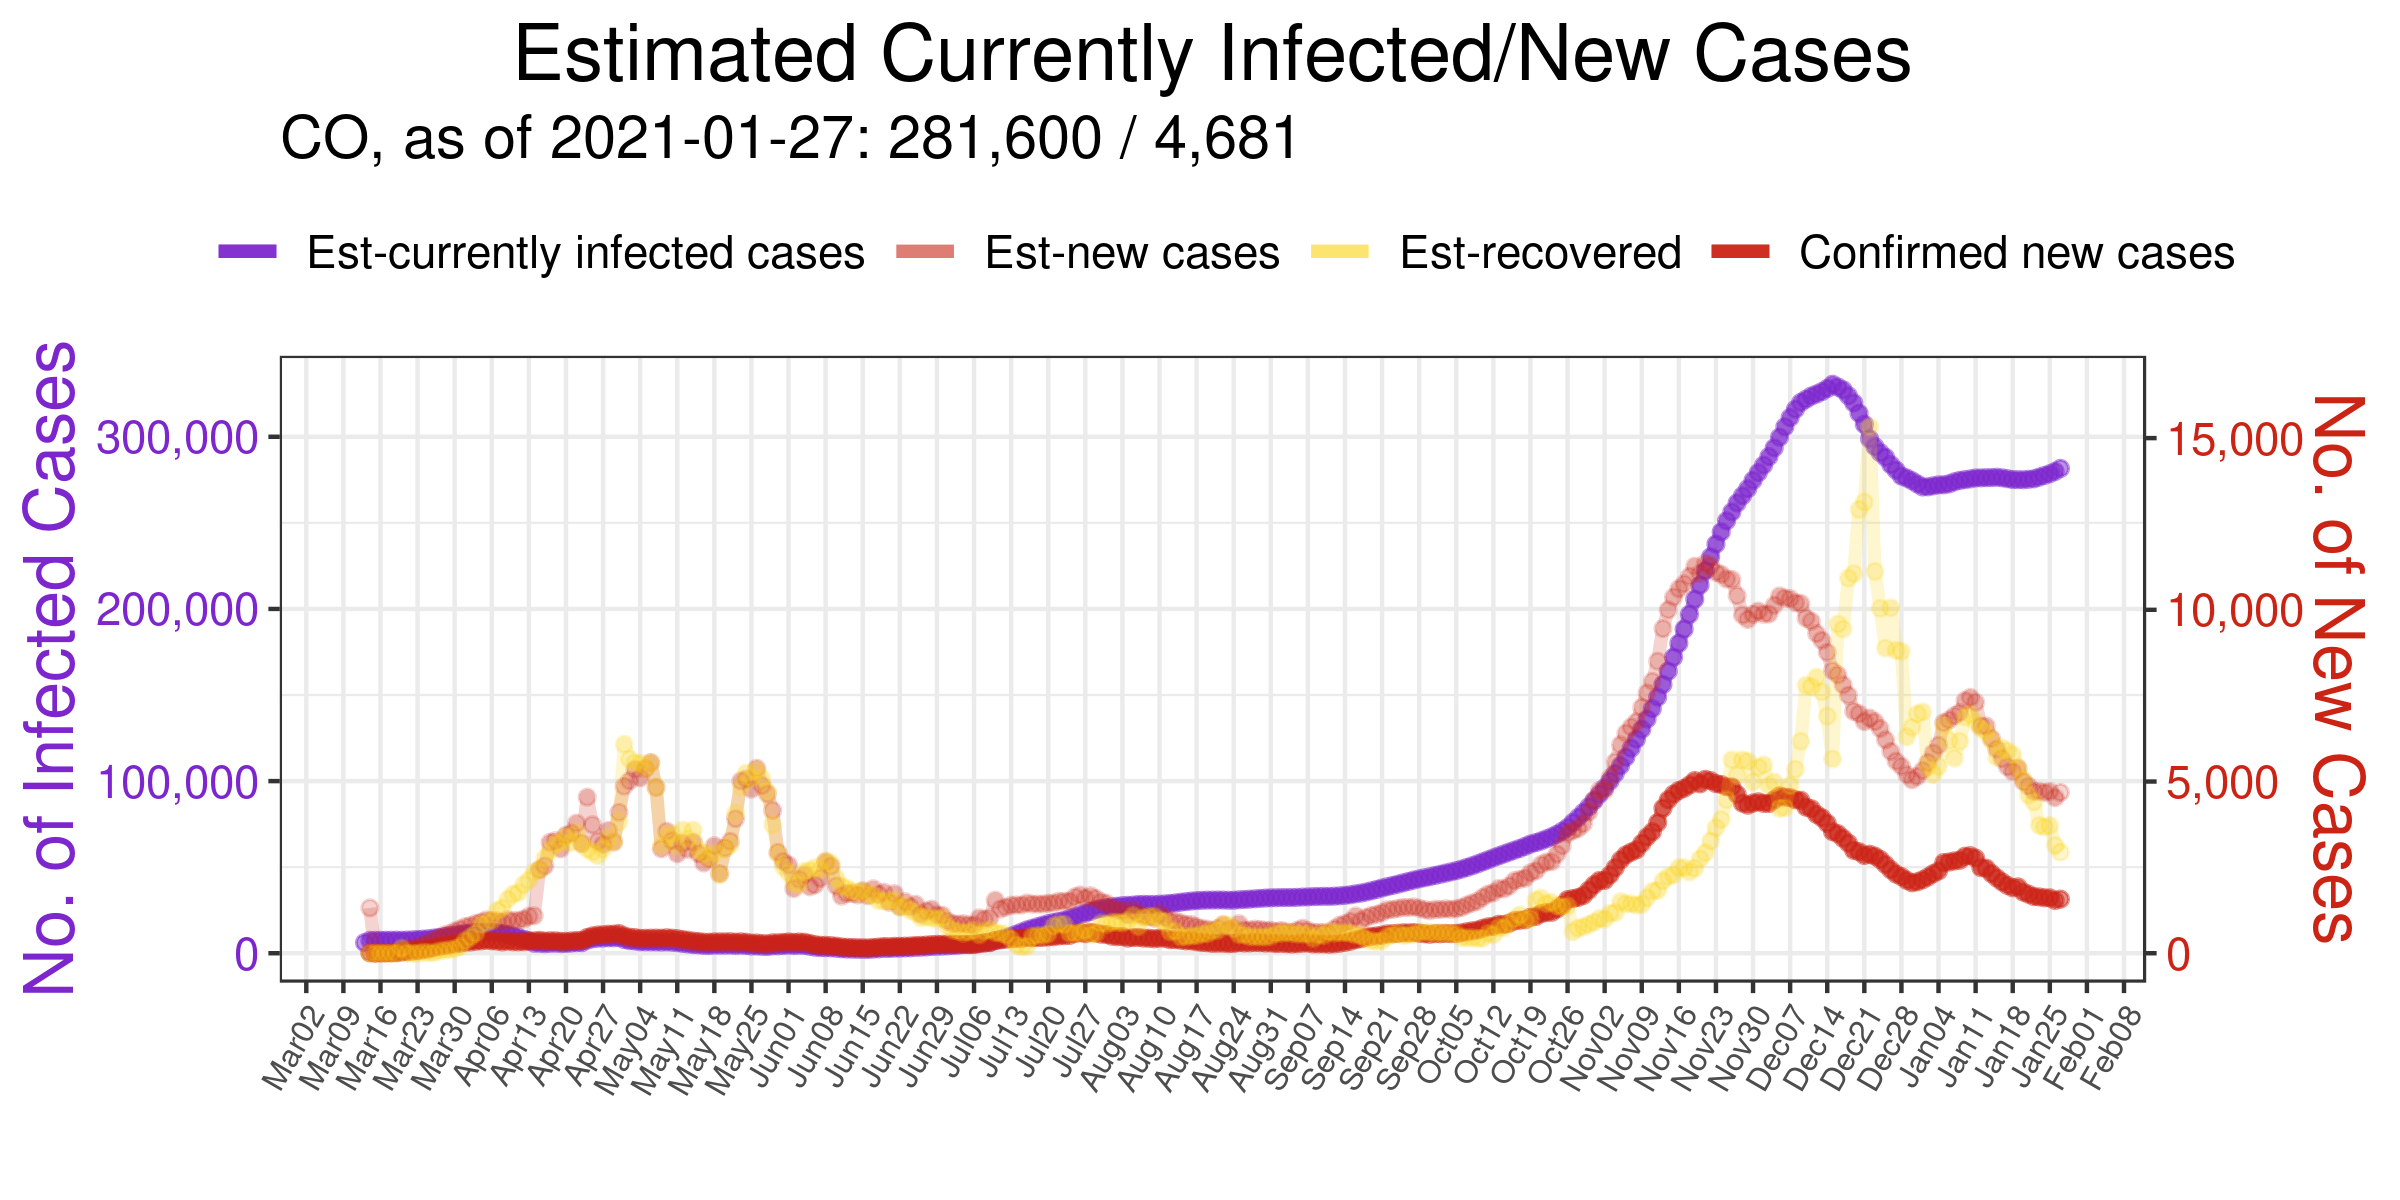 Estimated Currently Infected/New Cases
CO, as of 2021-01-27: 281,600 / 4,681
Est-currently infected cases Est-new cases Est-recovered Confirmed new cases
No. of Infected Cases
300,000
200,000
100,000
0
15,000
10,000
5,000
0
No. of New Cases
Mar02 Mar09 Mar16 Mar23 Mar30 Apr06 Apr13 Apr20 Apr27 May04 May11 May18 May25 Jun01 Jun08 Jun15 Jun22 Jun29 Jul06 Jul13 Jul20 Jul27 Aug03 Aug10 Aug17 Aug24 Aug31 Sep07 Sep14 Sep21 Sep28 Oct05 Oct12 Oct19 Oct26 Nov02 Nov09 Nov16 Nov23 Nov30 Dec07 Dec14 Dec21 Dec28 Jan04 Jan11 Jan18 Jan25 Feb01 Feb08